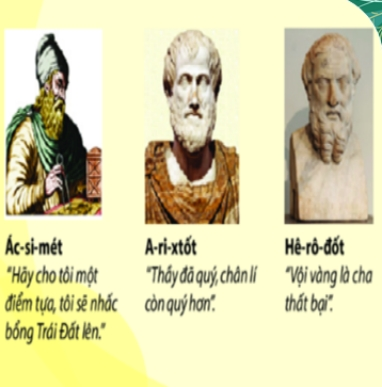 Ác-si-mét
"Hãy cho tôi một
điểm tựa, tôi sẽ nhấc
bổng Trái Đất lên."
A-ri-xtốt
"Thầy đã quý, chân lí
còn quý hơn".
Hê-rô-đốt
"Vội vàng là cha
thất bại".